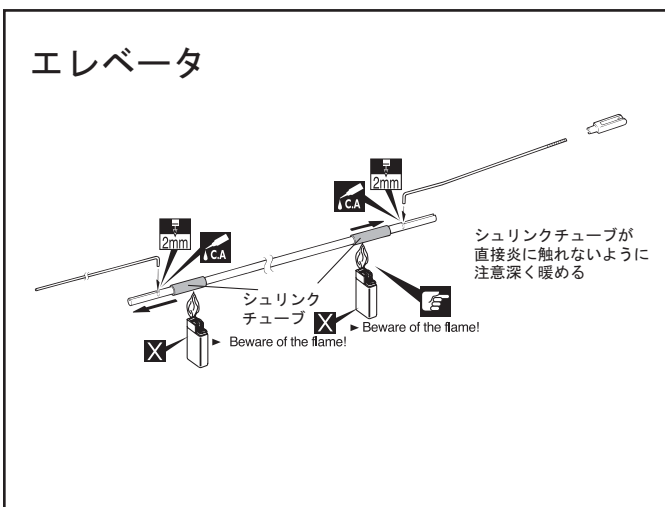 エレベータ
2mm
C.A
2mm
C.A
シュリンクチューブが
直接炎に触れないように
注意深く暖める
シュリンク
チューブ
X
► Beware of the flame!
X
► Beware of the flame!